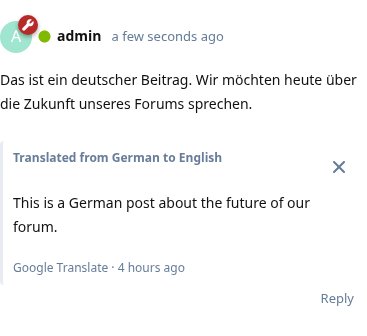 A
admin a few seconds ago
Das ist ein deutscher Beitrag. Wir möchten heute über
die Zukunft unseres Forums sprechen.
Translated from German to English
This is a German post about the future of our
forum.
Google Translate · 4 hours ago
Reply